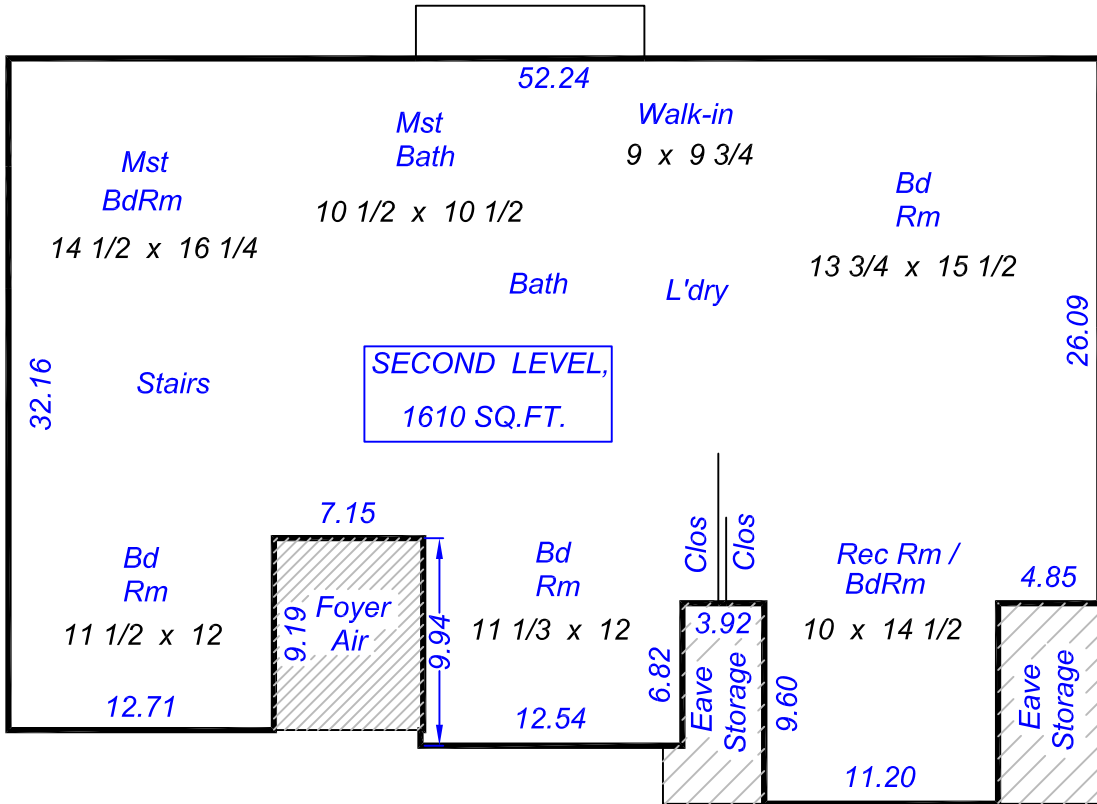 52.24
Mst
Bath
Walk-in
9 x 9 3/4
Mst
BdRm
Bd
Rm
10 1/2 x 10 1/2
14 1/2 x 16 1/4
13 3/4 x 15 1/2
Bath
L'dry
26.09
32.16
Stairs
SECOND LEVEL,
1610 SQ.FT.
7.15
Clos
Clos
Bd
Rm
11 1/2 x 12
Foyer
Air
9.19
9.94
Bd
Rm
11 1/3 x 12
Rec Rm /
BdRm
10 x 14 1/2
4.85
3.92
6.82
Eave
Storage
9.60
Eave
Storage
12.71
12.54
11.20